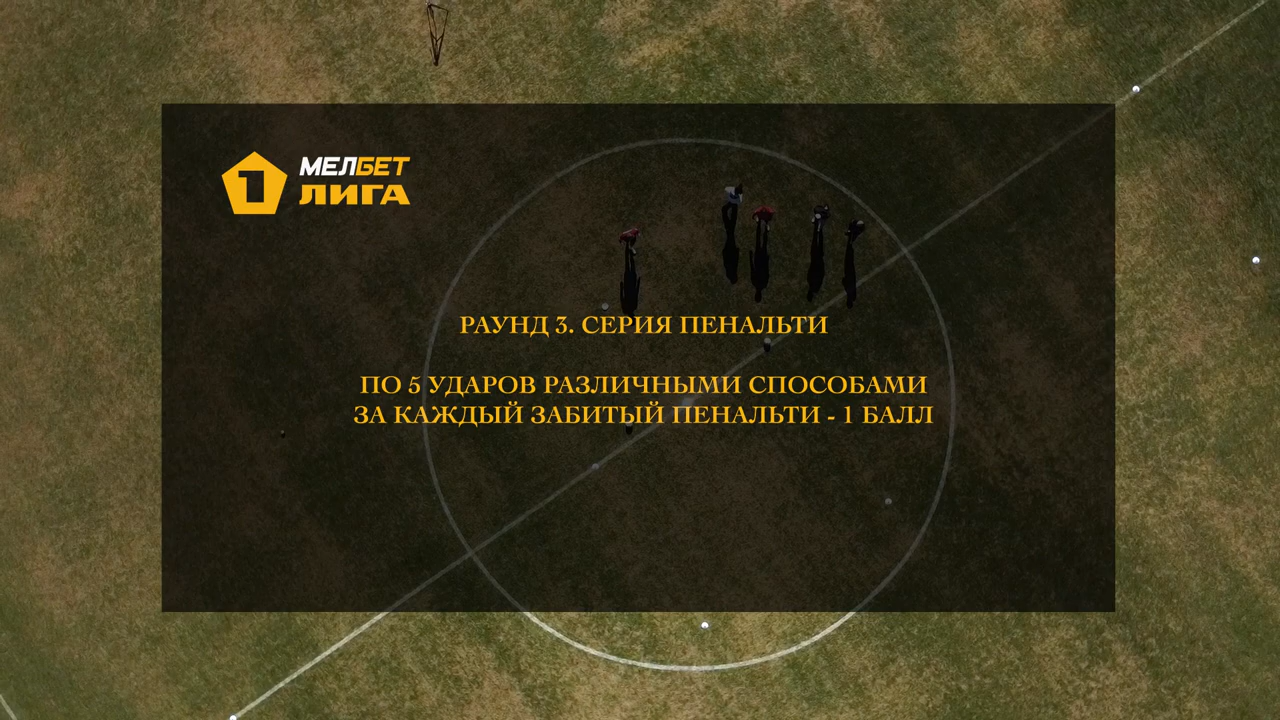 1
МЕЛБЕТ
ЛИГА
РАУНД 3. СЕРИЯ ПЕНАЛЬТИ
ПО 5 УДАРОВ РАЗЛИЧНЫМИ СПОСОБАМИ
ЗА КАЖДЫЙ ЗАБИТЫЙ ПЕНАЛЬТИ - 1 БАЛЛ